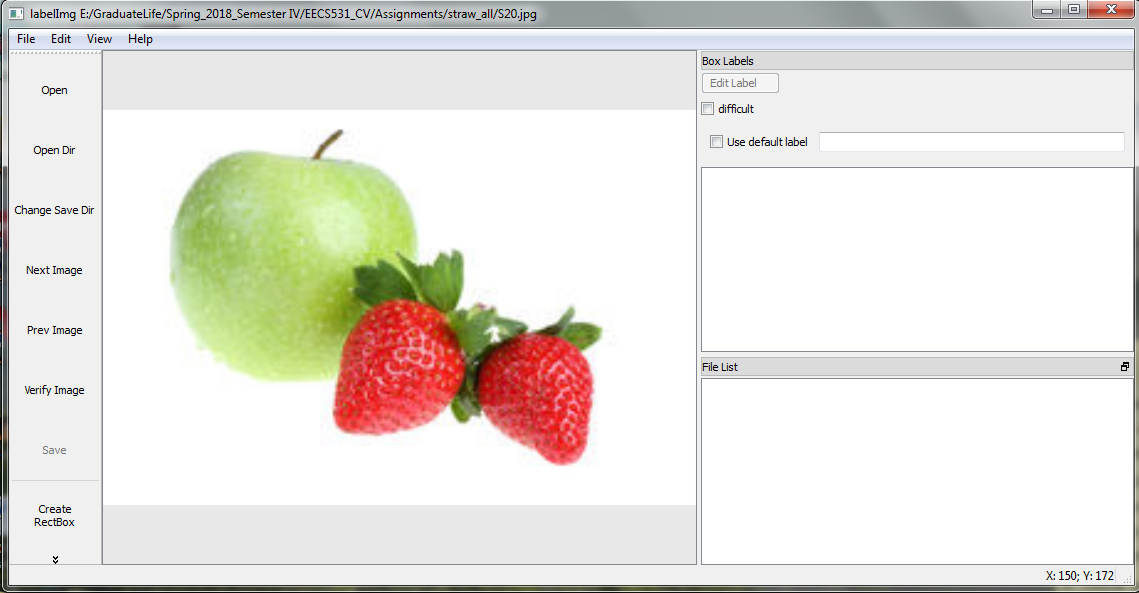 labelImg E:/GraduateLife/Spring_2018_Semester IV/EECS531_CV/Assignments/straw_all/S20.jpg
File Edit View Help
Open
Open Dir
Change Save Dir
Next Image
Prev Image
Verify Image
Save
Create
RectBox
Box Labels
Edit Label
difficult
Use default label
File List
X: 150; Y: 172